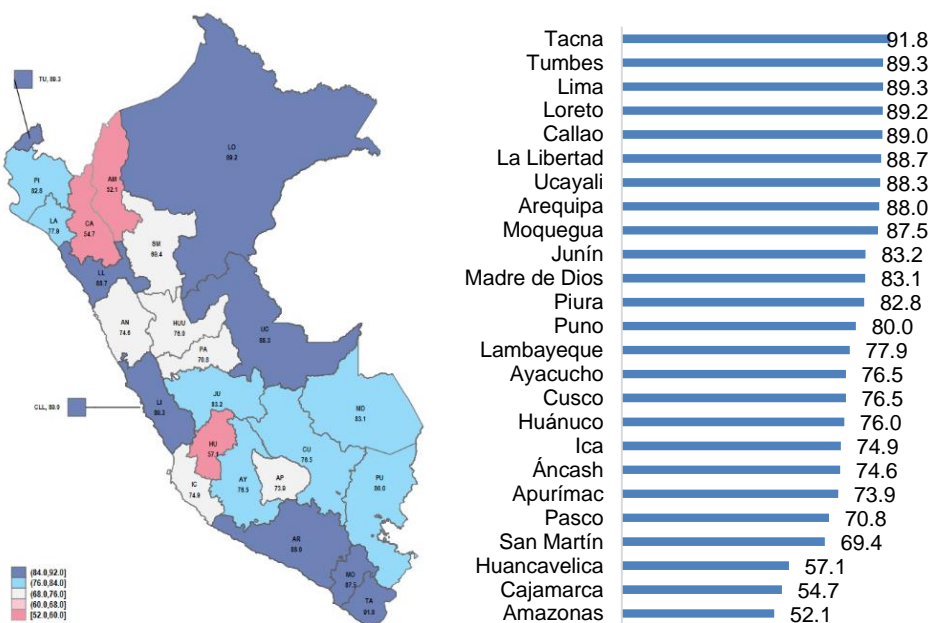 TU, 89.3
LO
89.2
PI
82.8
AM
52.1
LA
77.9
CA
54.7
SM
69.4
LL
88.7
AN
74.6
HUU
76.0
UC
88.3
PA
70.8
LI
89.3
JU
83.2
MD
83.1
CLL, 89.0
HU
57.1
CU
76.5
IC
74.9
AY
76.5
AP
73.9
PU
80.0
AR
88.0
MO
87.5
TA
91.8
(84.0,92.0]
(76.0,84.0]
(68.0,76.0]
(60.0,68.0]
[52.0,60.0]
Tacna 91.8
Tumbes 89.3
Lima 89.3
Loreto 89.2
Callao 89.0
La Libertad 88.7
Ucayali 88.3
Arequipa 88.0
Moquegua 87.5
Junín 83.2
Madre de Dios 83.1
Piura 82.8
Puno 80.0
Lambayeque 77.9
Ayacucho 76.5
Cusco 76.5
Huánuco 76.0
Ica 74.9
Áncash 74.6
Apurímac 73.9
Pasco 70.8
San Martín 69.4
Huancavelica 57.1
Cajamarca 54.7
Amazonas 52.1